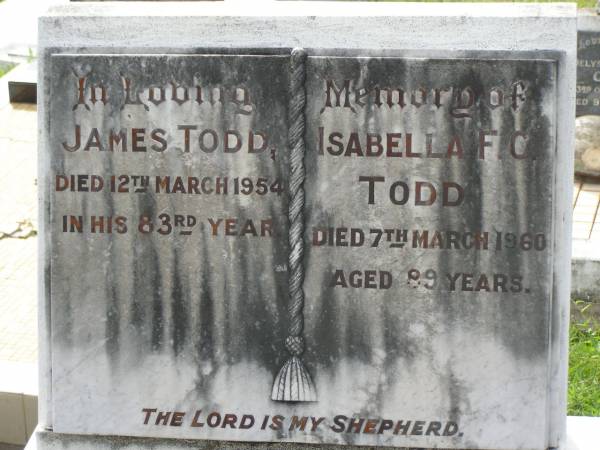 In Loving Memory of
JAMES TODD,
DIED 12TH MARCH 1954
IN HIS 83RD YEAR
ISABELLA F. C.
TODD
DIED 7TH MARCH 1960
AGED 89 YEARS.
THE LORD IS MY SHEPHERD.